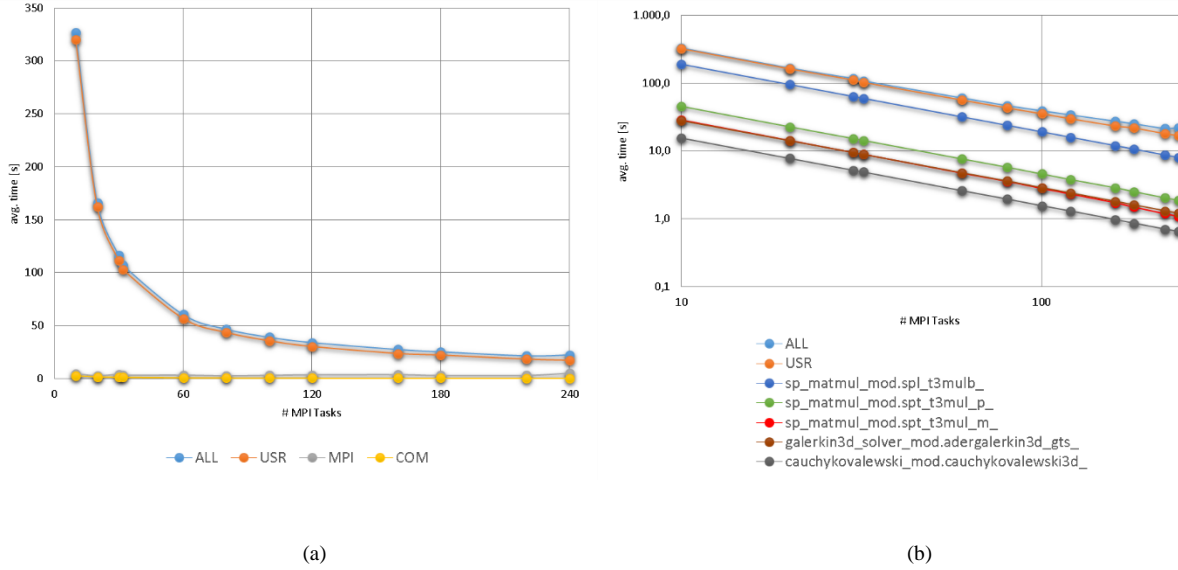 350
300
250
200
150
100
50
0
avg. time [s]
0
60
120
180
240
# MPI Tasks
ALL
USR
MPI
COM
(a)
1.000,0
100,0
10,0
1,0
0,1
avg. time [s]
10
100
# MPI Tasks
ALL
USR
sp_matmul_mod.spl_t3mulb_
sp_matmul_mod.spt_t3mul_p_
sp_matmul_mod.spt_t3mul_m_
galerkin3d_solver_mod.adergalerkin3d_gts_
cauchykovalewski_mod.cauchykovalewski3d_
(b)